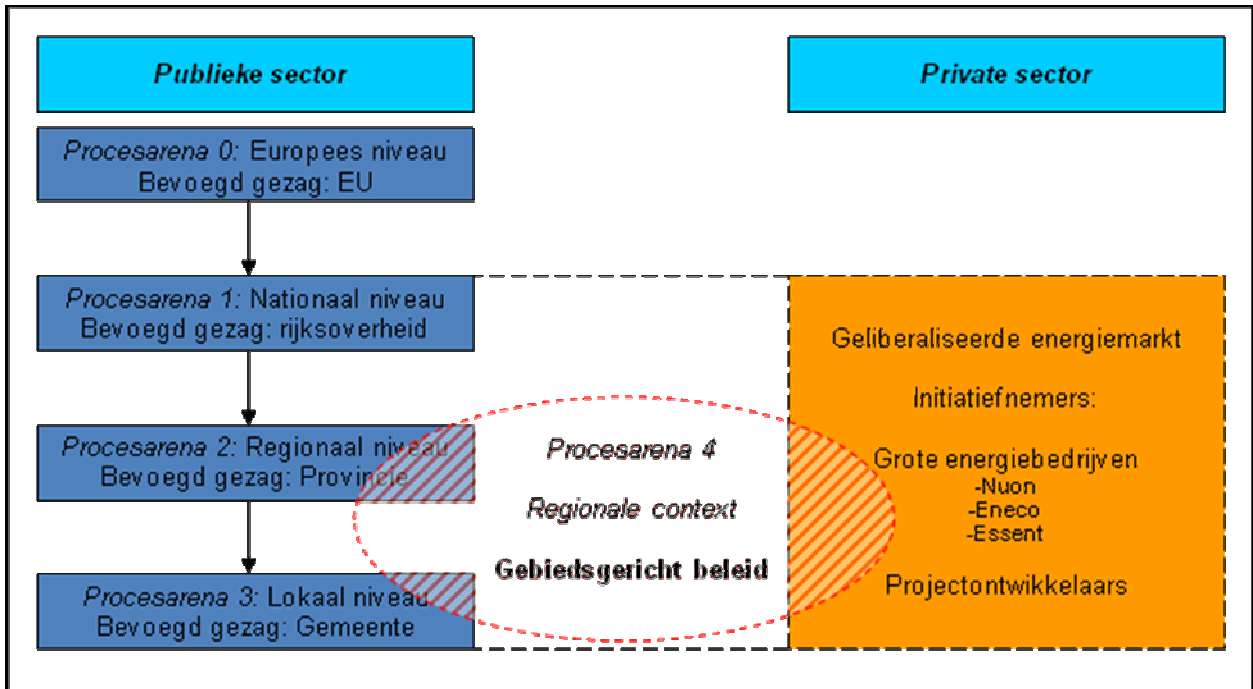 Publieke sector
Private sector
Procesarena 0: Europees niveau
Bevoegd gezag: EU
Procesarena 1: Nationaal niveau
Bevoegd gezag: rijksoverheid
Procesarena 2: Regionaal niveau
Bevoegd gezag: Provincie
Procesarena 3: Lokaal niveau
Bevoegd gezag: Gemeente
Procesarena 4
Regionale context
Gebiedsgericht beleid
Geliberaliseerde energiemarkt
Initiatiefnemers:
Grote energiebedrijven
-Nuon
-Eneco
-Essent
Projectontwikkelaars